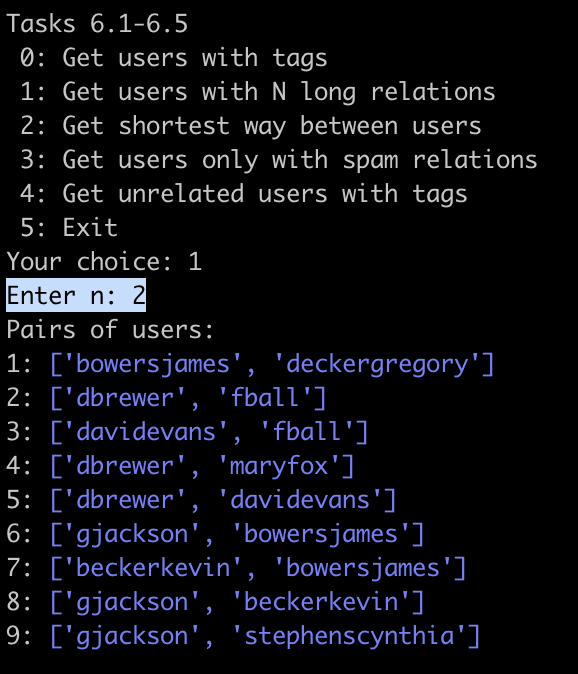 Tasks 6.1-6.5
0: Get users with tags
1: Get users with N long relations
2: Get shortest way between users
3: Get users only with spam relations
4: Get unrelated users with tags
5: Exit
Your choice: 1
Enter n: 2
Pairs of users:
1: ['bowersjames', 'deckergregory']
2: ['dbrewer', 'fball']
3: ['davidevans', 'fball']
4: ['dbrewer', 'maryfox']
5: ['dbrewer', 'davidevans']
6: ['gjackson', 'bowersjames']
7: ['beckerkevin', 'bowersjames']
8: ['gjackson', 'beckerkevin']
9: ['gjackson', 'stephenscynthia']